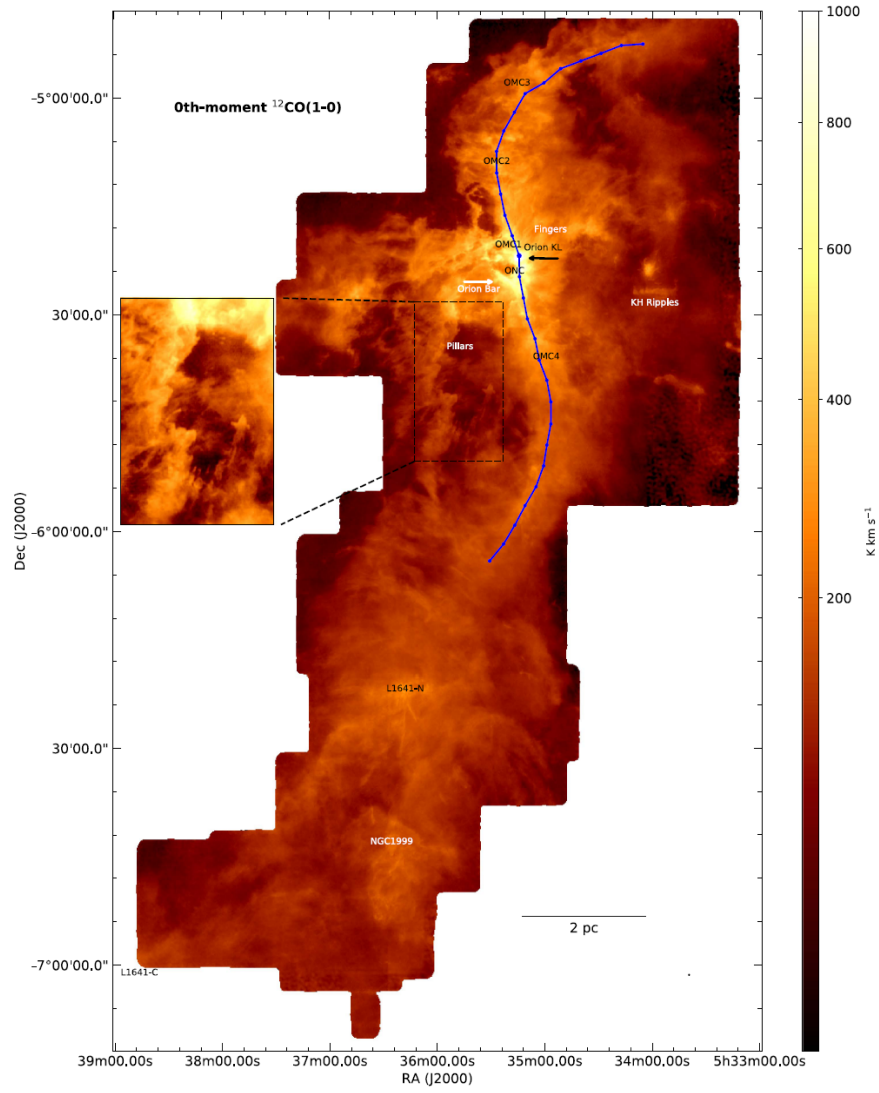 0th-moment ¹²CO(1-0)
OMC3
OMC2
Fingers
OMC1
Orion KL
ONC
Orion Bar
KH Ripples
Pillars
OMC4
L1641-N
NGC1999
2 pc
L1641-C
-5°00'00.0"
30'00.0"
-6°00'00.0"
30'00.0"
-7°00'00.0"
Dec (J2000)
39m00.00s 38m00.00s 37m00.00s 36m00.00s 35m00.00s 34m00.00s 5h33m00.00s
RA (J2000)
1000
800
600
400
200
K km s⁻¹